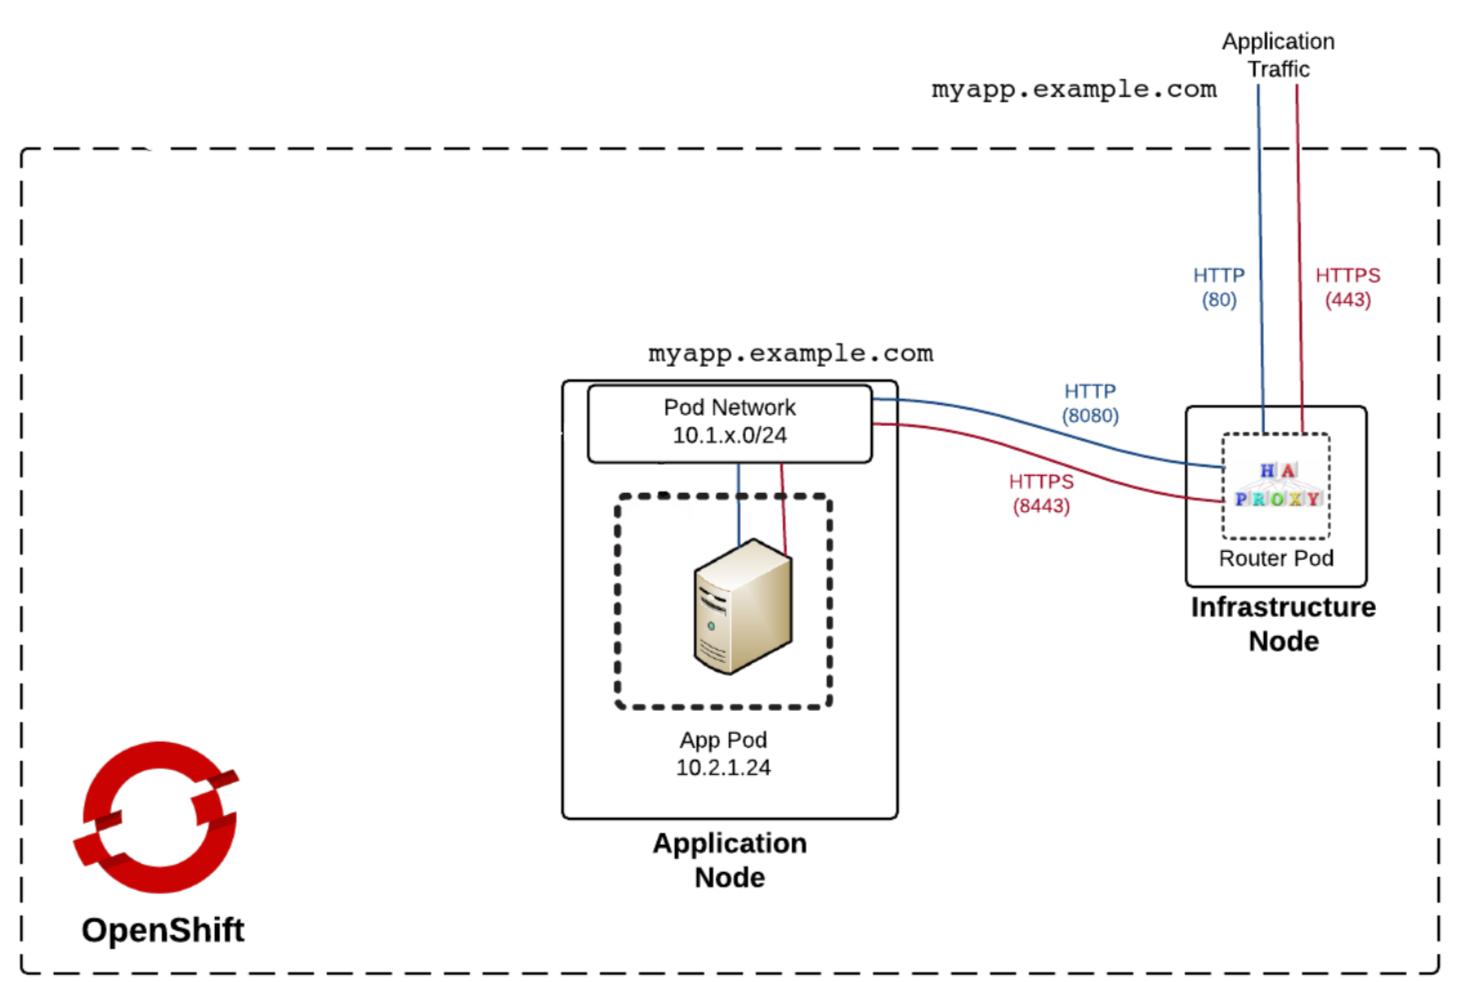 Application
Traffic
myapp.example.com
HTTP
(80)
HTTPS
(443)
myapp.example.com
Pod Network
10.1.x.0/24
HTTP
(8080)
HTTPS
(8443)
HA
PROXY
Router Pod
Infrastructure
Node
App Pod
10.2.1.24
Application
Node
OpenShift